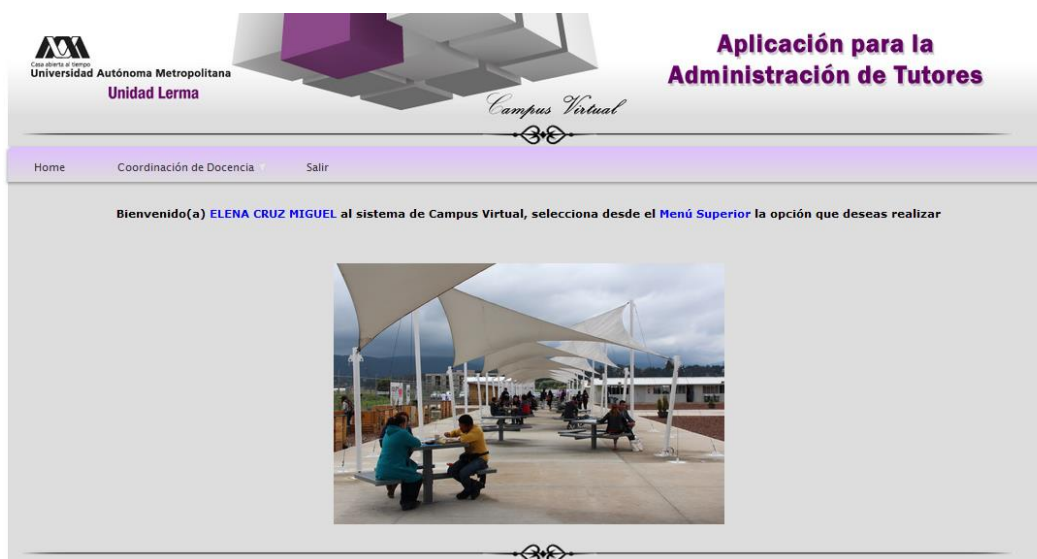 Casa abierta al tiempo
Universidad Autónoma Metropolitana
Unidad Lerma
Campus Virtual
Aplicación para la
Administración de Tutores
Home Coordinación de Docencia Salir
Bienvenido(a) ELENA CRUZ MIGUEL al sistema de Campus Virtual, selecciona desde el Menú Superior la opción que deseas realizar